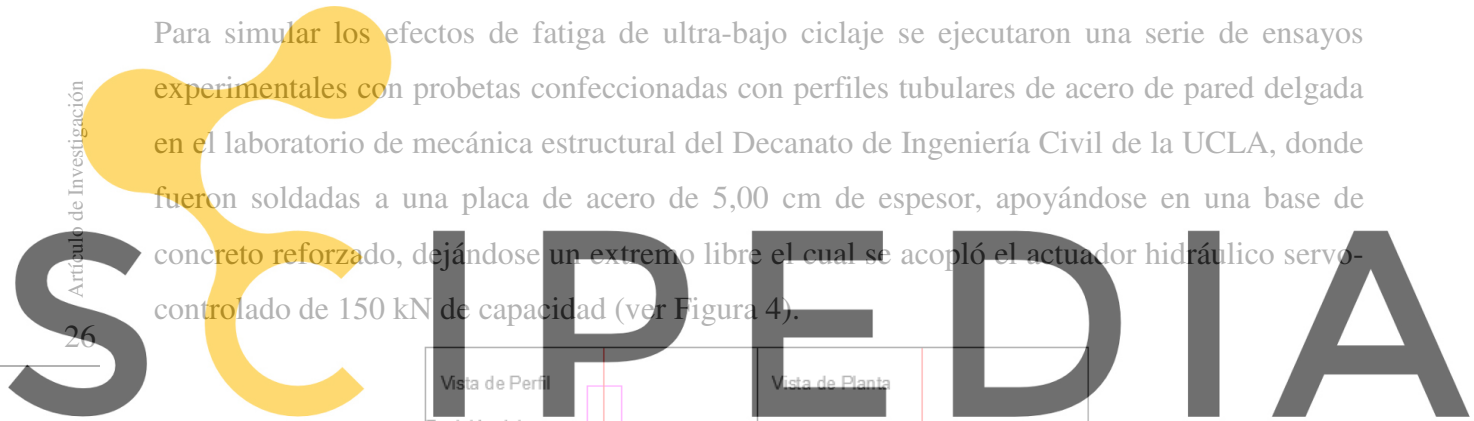 Para simular los efectos de fatiga de ultra-bajo ciclaje se ejecutaron una serie de ensayos
experimentales con probetas confeccionadas con perfiles tubulares de acero de pared delgada
en el laboratorio de mecánica estructural del Decanato de Ingeniería Civil de la UCLA, donde
fueron soldadas a una placa de acero de 5,00 cm de espesor, apoyándose en una base de
concreto reforzado, dejándose un extremo libre el cual se acopló el actuador hidráulico servo-
controlado de 150 kN de capacidad (ver Figura 4).
Artículo de Investigación
26
SCIPEDIA
Vista de Perfil
Vista de Planta